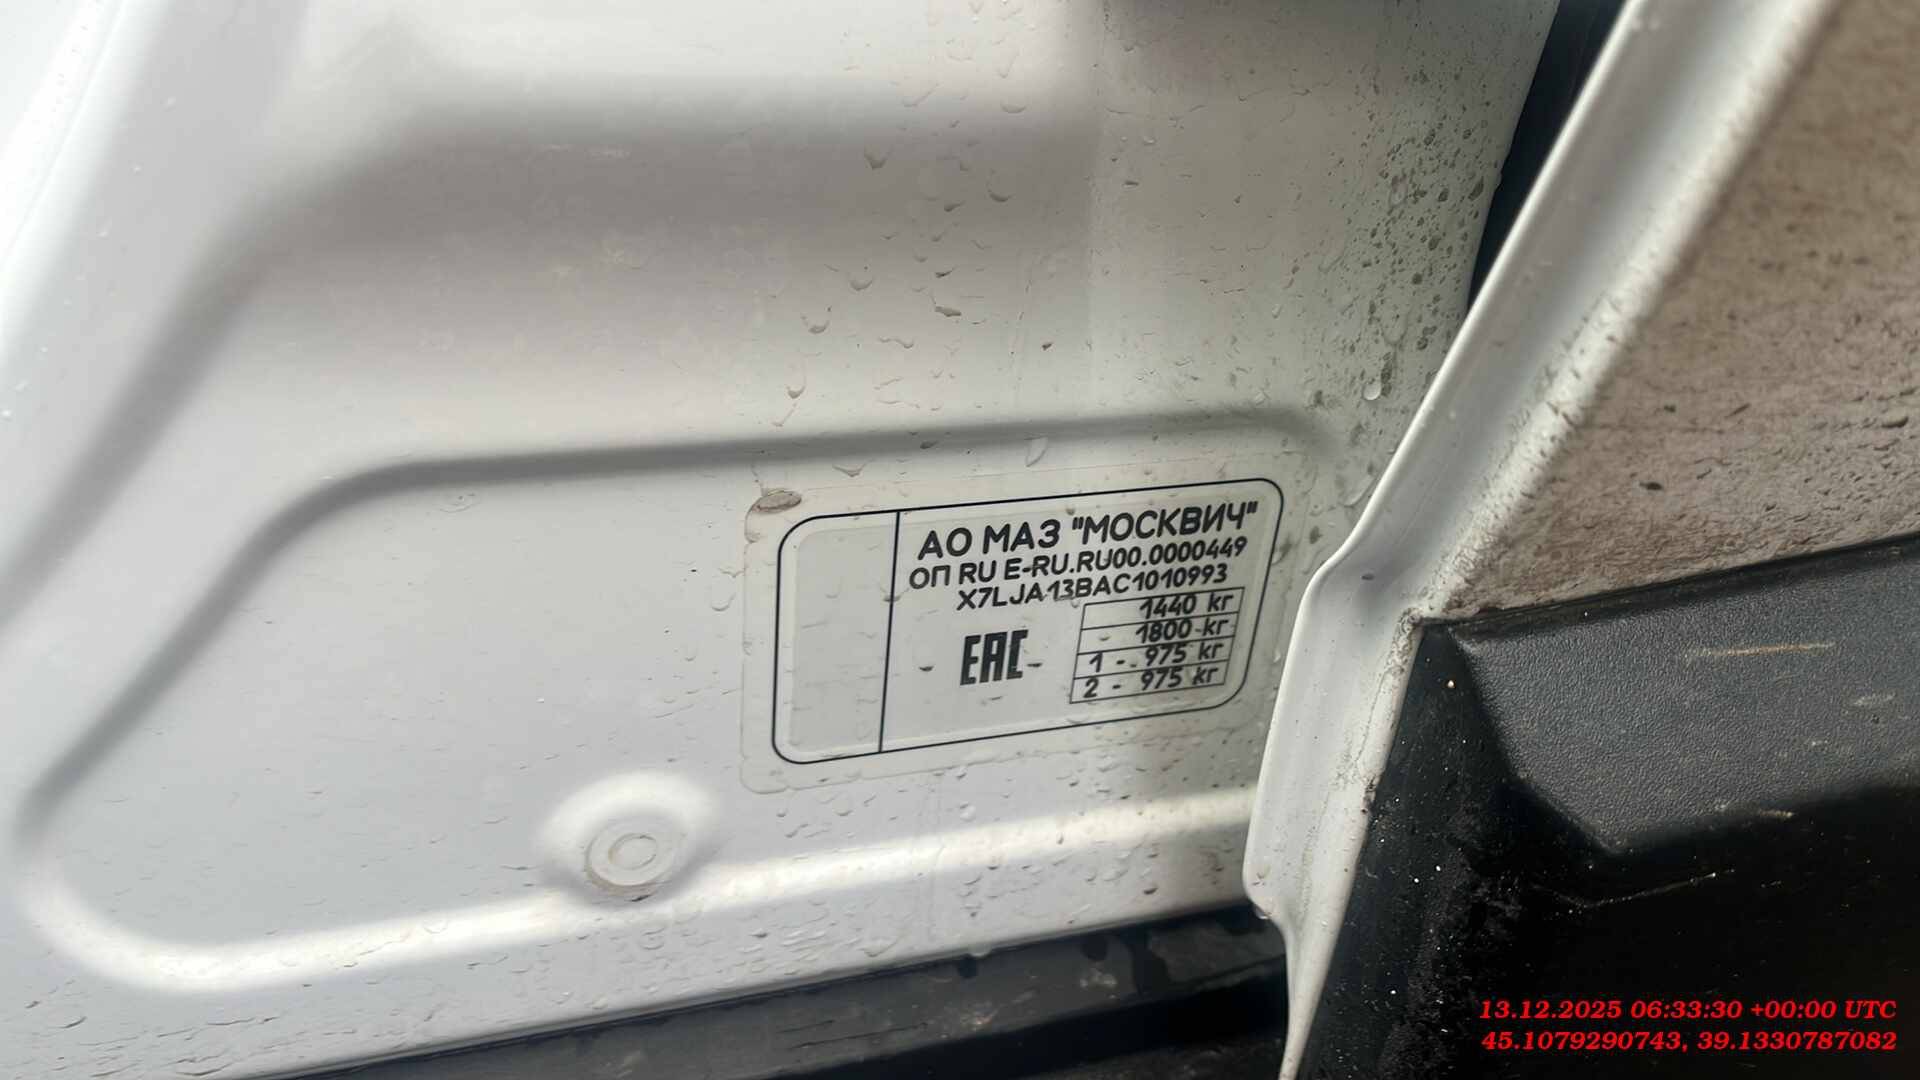 АО МАЗ "МОСКВИЧ"
ОП RU E-RU.RU00.0000449
X7LJA13BAC1010993
1440 кг
- 1800 кг
1 - 975 кг
2 - 975 кг
EAC
13.12.2025 06:33:30 +00:00 UTC
45.1079290743, 39.1330787082